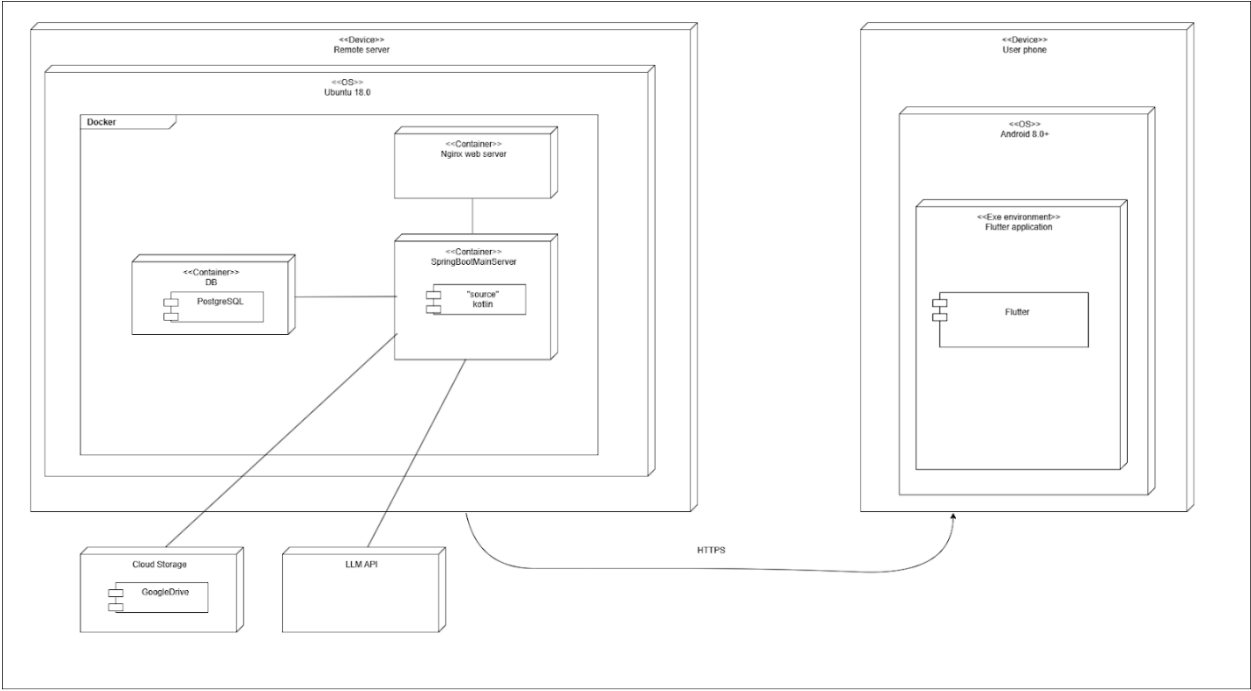 <<Device>>
Remote server
<<OS>>
Ubuntu 18.0
Docker
<<Container>>
Nginx web server
<<Container>>
SpringBootMainServer
"source"
kotlin
<<Container>>
DB
PostgreSQL
Cloud Storage
GoogleDrive
LLM API
HTTPS
<<Device>>
User phone
<<OS>>
Android 8.0+
<<Exe environment>>
Flutter application
Flutter